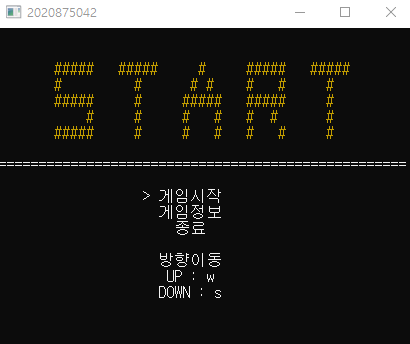 2020875042
START
> 게임시작
게임정보
종료
방향이동
UP : w
DOWN : s